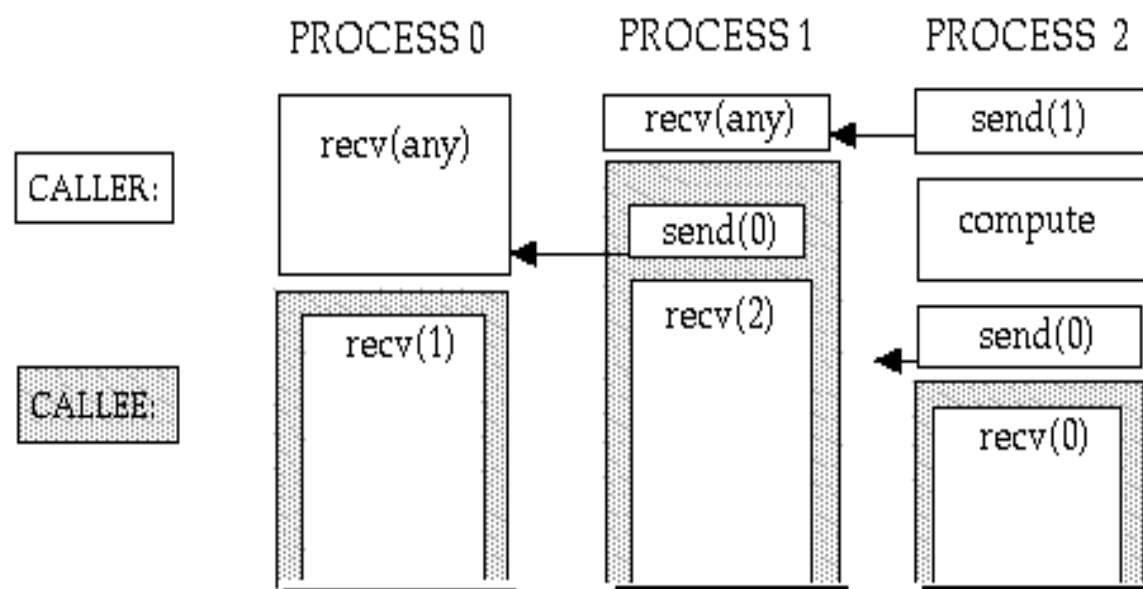 PROCESS 0
PROCESS 1
PROCESS 2
recv(any)
recv(any)
send(1)
CALLER:
send(0)
compute
recv(1)
recv(2)
send(0)
CALLEE:
recv(0)